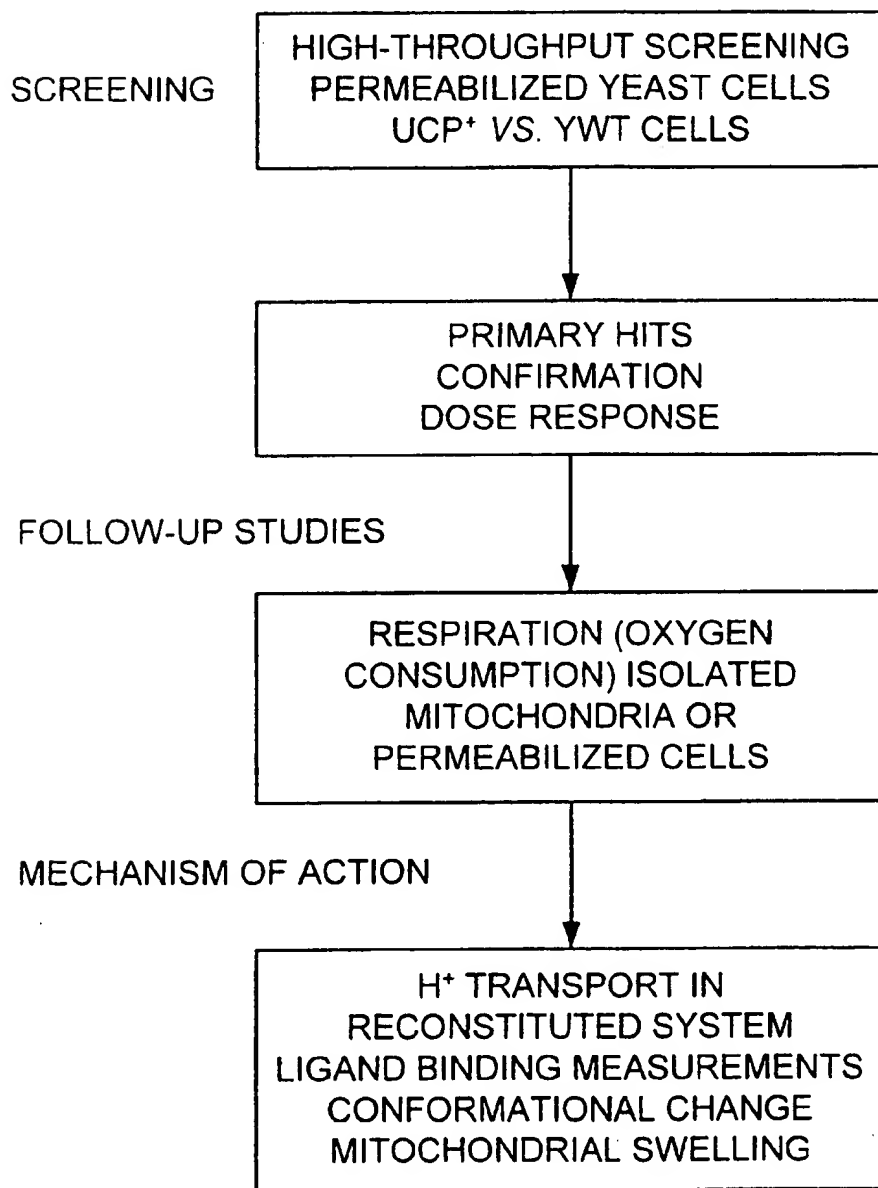 SCREENING
HIGH-THROUGHPUT SCREENING
PERMEABILIZED YEAST CELLS
UCP⁺ VS. YWT CELLS
PRIMARY HITS
CONFIRMATION
DOSE RESPONSE
FOLLOW-UP STUDIES
RESPIRATION (OXYGEN
CONSUMPTION) ISOLATED
MITOCHONDRIA OR
PERMEABILIZED CELLS
MECHANISM OF ACTION
H⁺ TRANSPORT IN
RECONSTITUTED SYSTEM
LIGAND BINDING MEASUREMENTS
CONFORMATIONAL CHANGE
MITOCHONDRIAL SWELLING